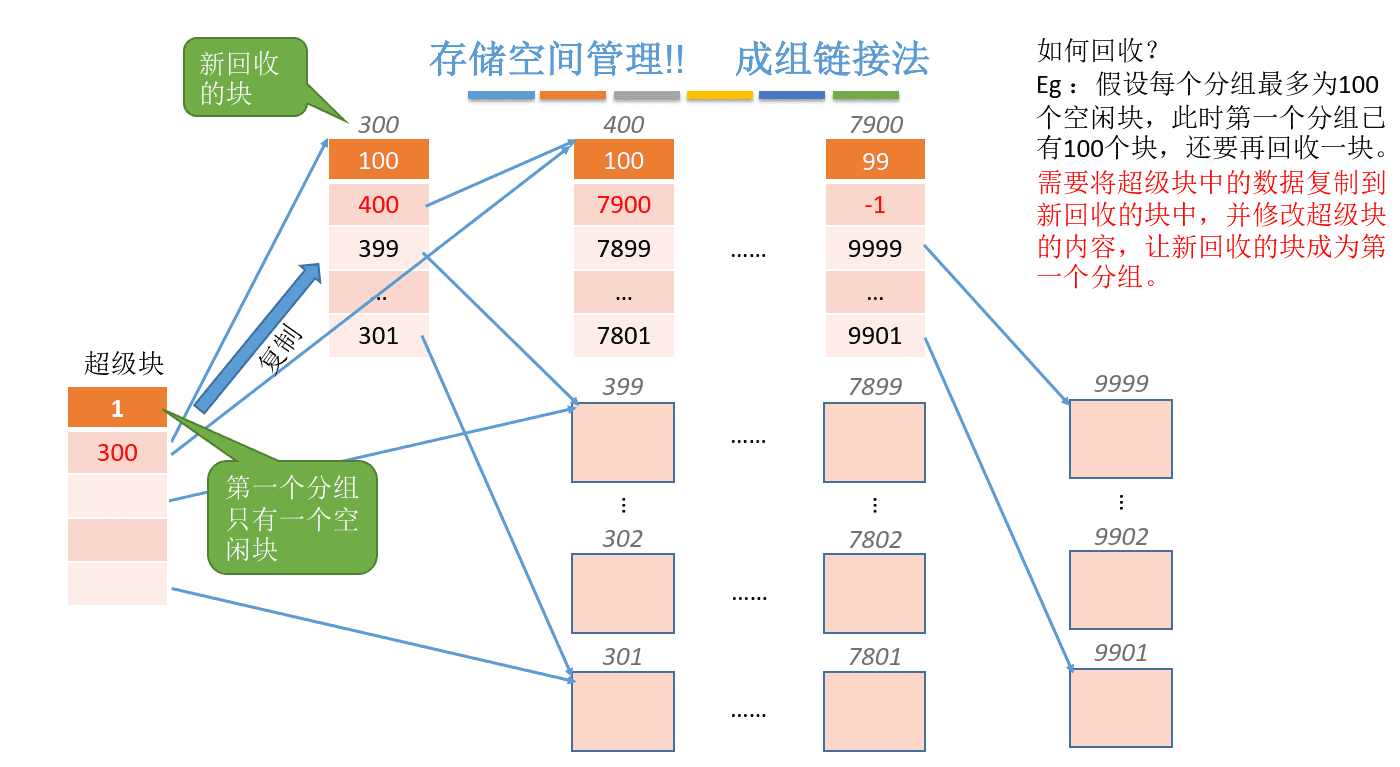 存储空间管理!! 成组链接法
如何回收？
Eg ：假设每个分组最多为100
个空闲块，此时第一个分组已
有100个块，还要再回收一块。
需要将超级块中的数据复制到
新回收的块中，并修改超级块
的内容，让新回收的块成为第
一个分组。
新回收
的块
300
100
400
399
...
301
400
100
7900
7899
...
7801
......
7900
99
-1
9999
...
9901
复制
超级块
1
300
第一个分组
只有一个空
闲块
399
......
7899
9999
...
...
...
302
......
7802
9902
301
......
7801
9901